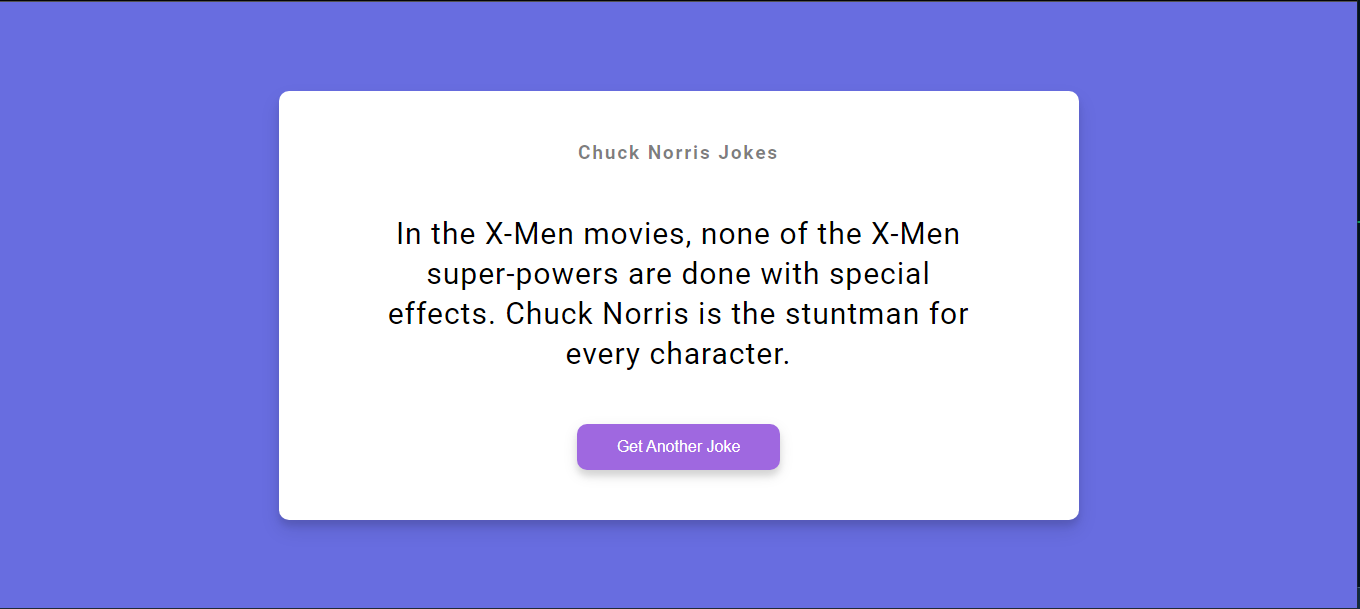 Chuck Norris Jokes
In the X-Men movies, none of the X-Men
super-powers are done with special
effects. Chuck Norris is the stuntman for
every character.
Get Another Joke